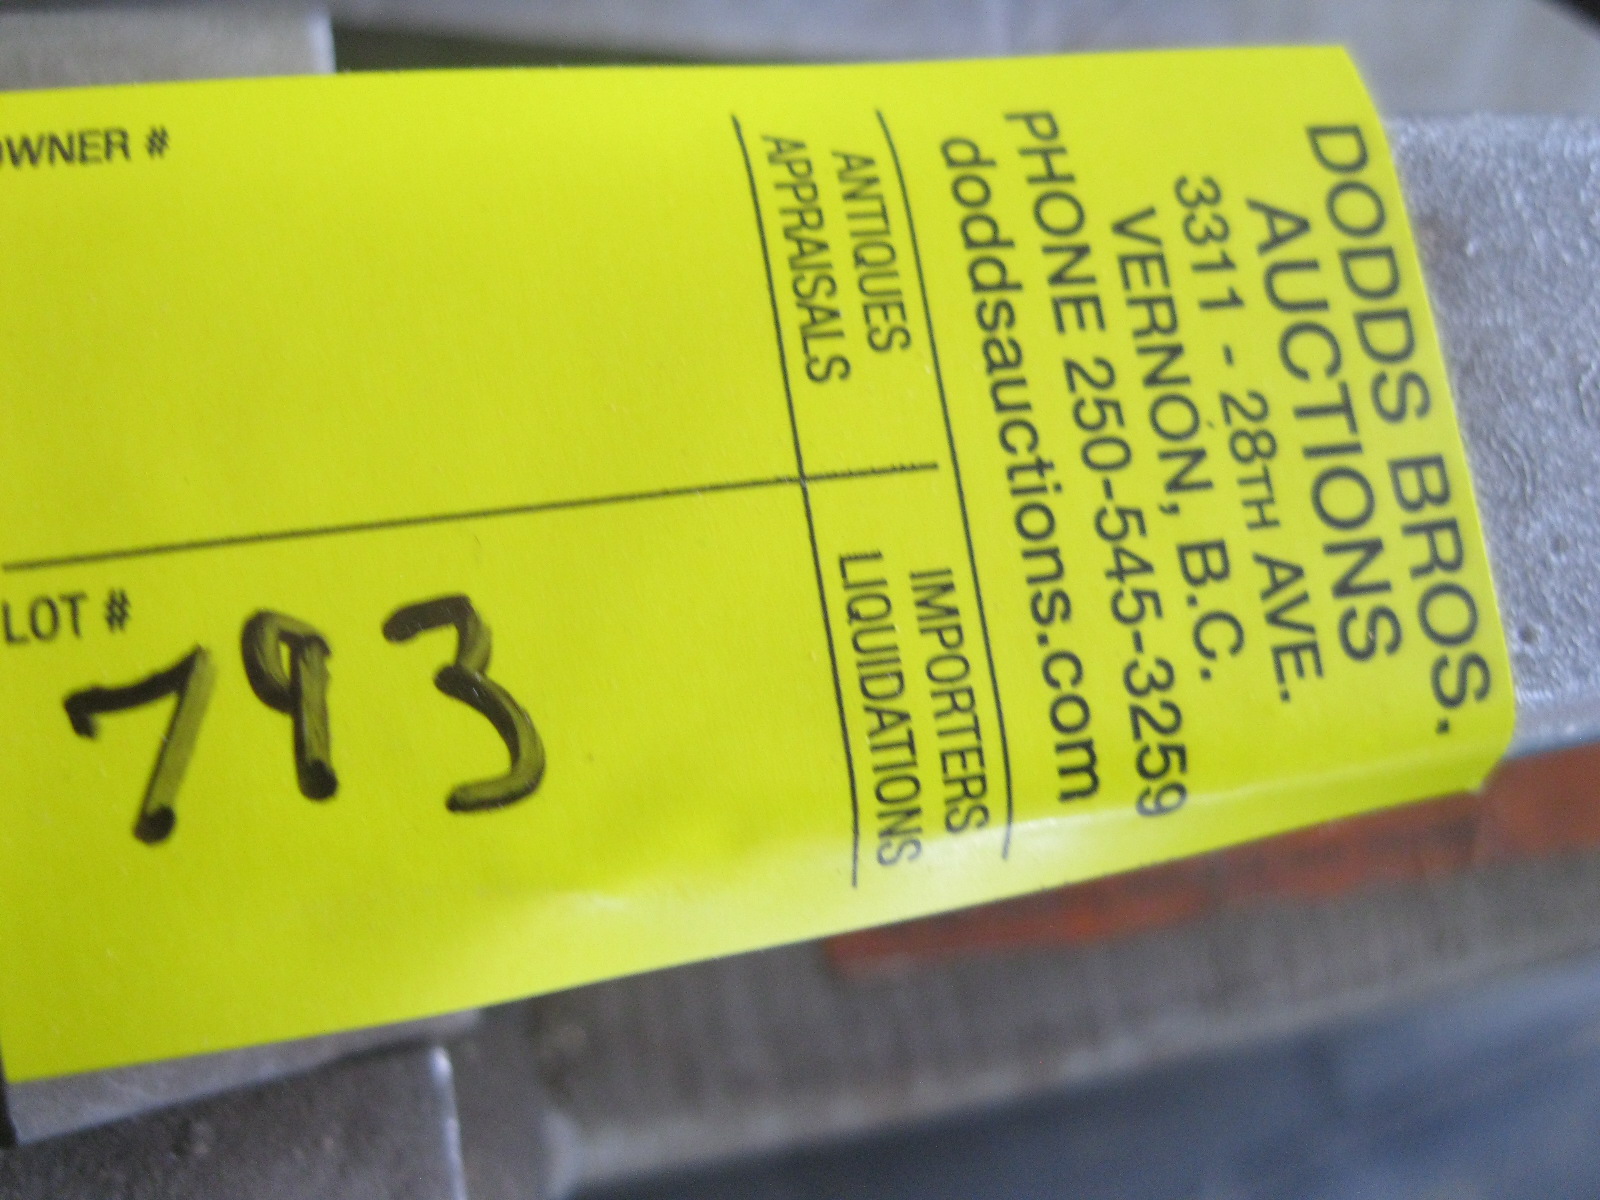 DODDS BROS.
AUCTIONS
3311 - 28TH AVE.
VERNON, B.C.
PHONE 250-545-3259
doddsauctions.com
ANTIQUES
APPRAISALS
IMPORTERS
LIQUIDATIONS
OWNER #
LOT #
793